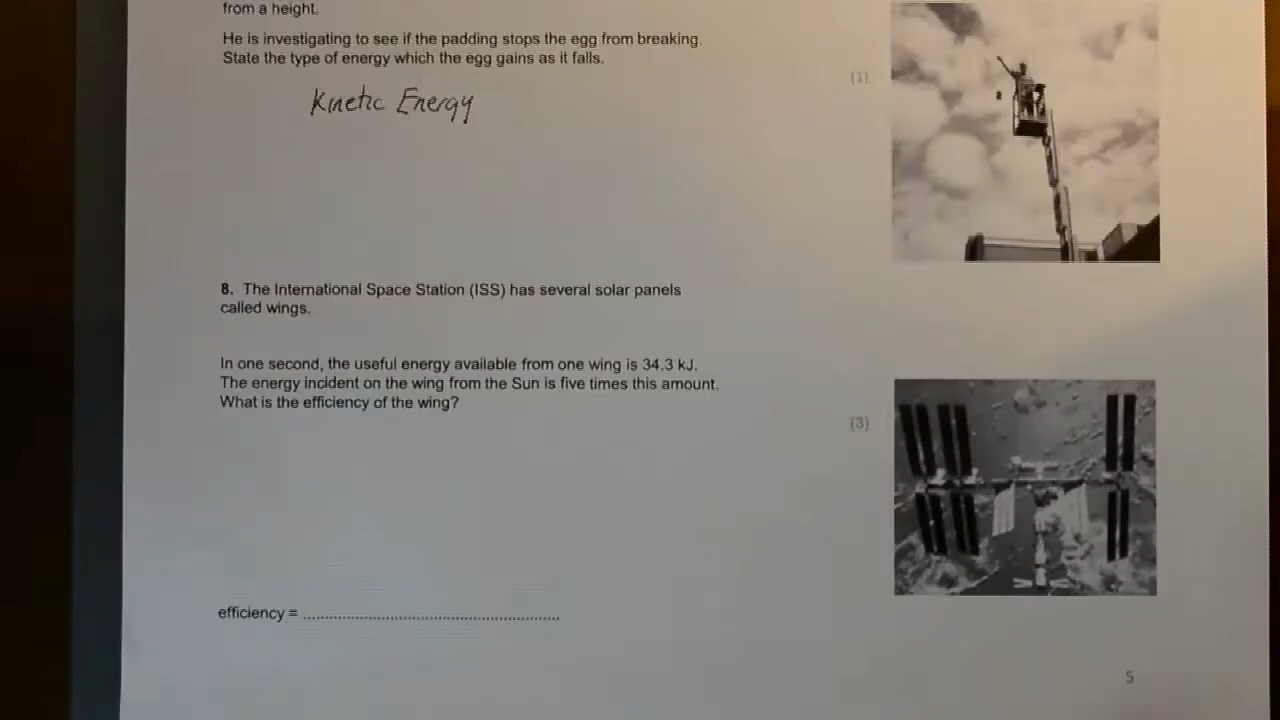 from a height.
He is investigating to see if the padding stops the egg from breaking.
State the type of energy which the egg gains as it falls.
(1)
Kinetic Energy
8. The International Space Station (ISS) has several solar panels
called wings.
In one second, the useful energy available from one wing is 34.3 kJ.
The energy incident on the wing from the Sun is five times this amount.
What is the efficiency of the wing?
(3)
efficiency = ............................................................
5